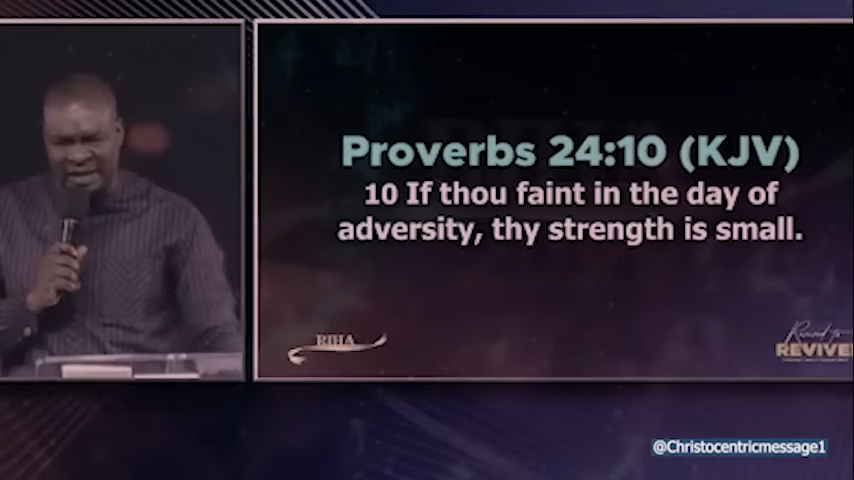 Proverbs 24:10 (KJV)
10 If thou faint in the day of
adversity, thy strength is small.
RIHA
REVIVE
@Christocentricmessage1